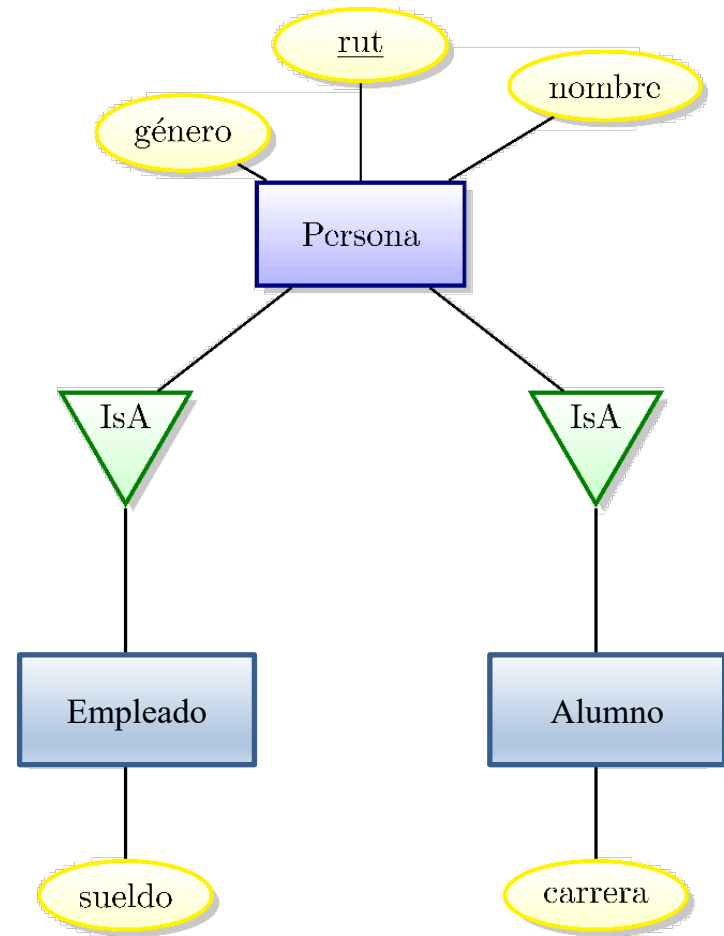 rut
nombre
género
Persona
IsA
IsA
Empleado
Alumno
sueldo
carrera